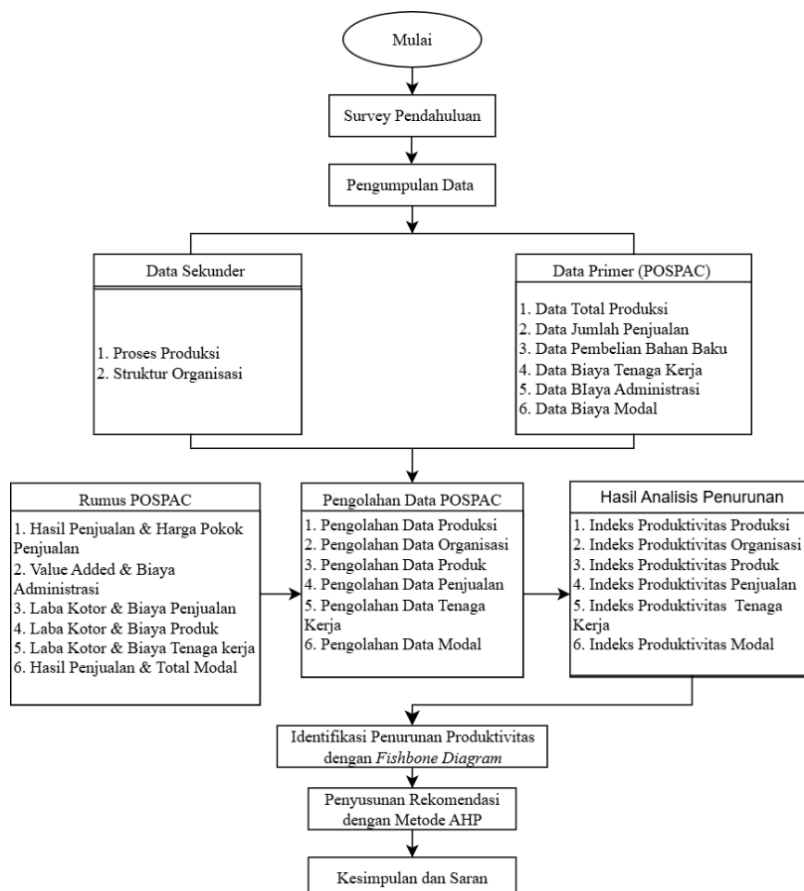 Mulai
Survey Pendahuluan
Pengumpulan Data
Data Sekunder
1. Proses Produksi
2. Struktur Organisasi
Data Primer (POSPAC)
1. Data Total Produksi
2. Data Jumlah Penjualan
3. Data Pembelian Bahan Baku
4. Data Biaya Tenaga Kerja
5. Data BIaya Administrasi
6. Data Biaya Modal
Rumus POSPAC
1. Hasil Penjualan & Harga Pokok
Penjualan
2. Value Added & Biaya
Administrasi
3. Laba Kotor & Biaya Penjualan
4. Laba Kotor & Biaya Produk
5. Laba Kotor & Biaya Tenaga kerja
6. Hasil Penjualan & Total Modal
Pengolahan Data POSPAC
1. Pengolahan Data Produksi
2. Pengolahan Data Organisasi
3. Pengolahan Data Produk
4. Pengolahan Data Penjualan
5. Pengolahan Data Tenaga
Kerja
6. Pengolahan Data Modal
Hasil Analisis Penurunan
1. Indeks Produktivitas Produksi
2. Indeks Produktivitas Organisasi
3. Indeks Produktivitas Produk
4. Indeks Produktivitas Penjualan
5. Indeks Produktivitas Tenaga
Kerja
6. Indeks Produktivitas Modal
Identifikasi Penurunan Produktivitas
dengan Fishbone Diagram
Penyusunan Rekomendasi
dengan Metode AHP
Kesimpulan dan Saran